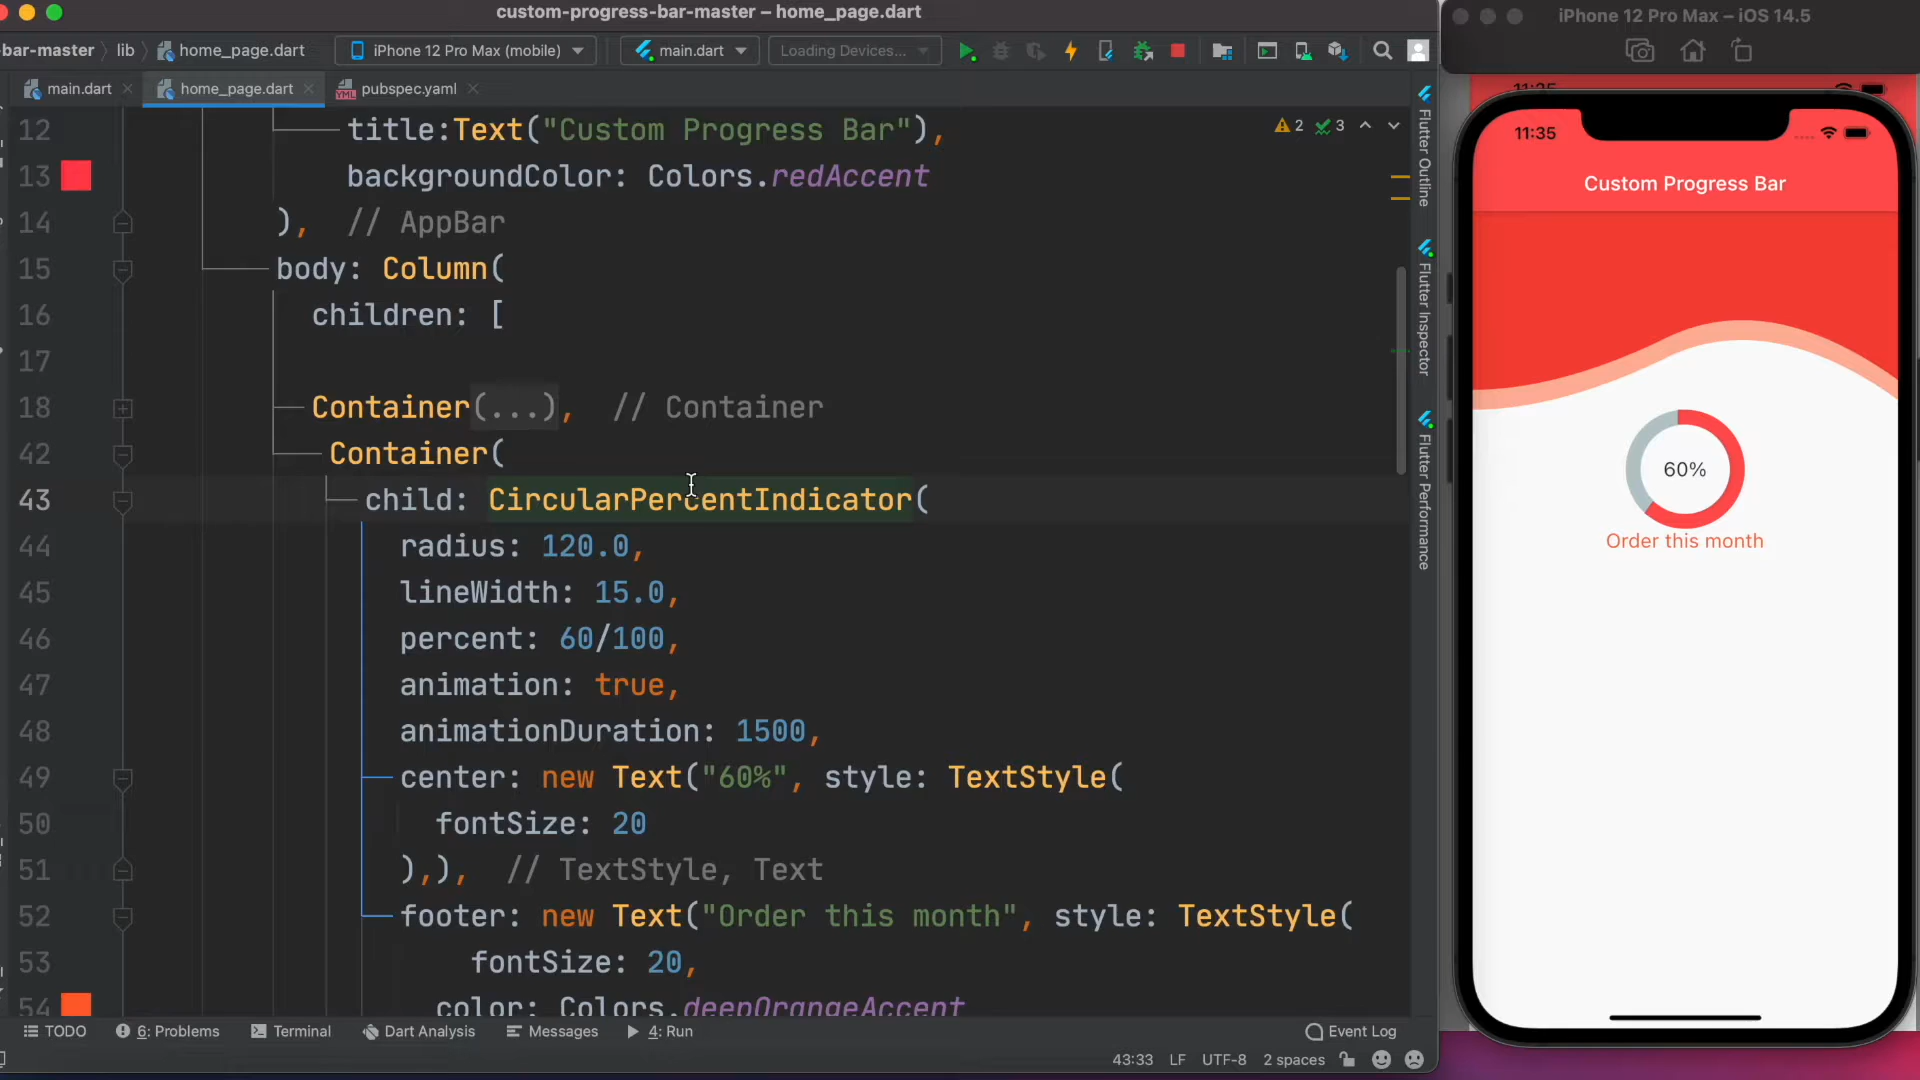 custom-progress-bar-master – home_page.dart
bar-master
lib
home_page.dart
iPhone 12 Pro Max (mobile)
main.dart
Loading Devices...
main.dart
home_page.dart
pubspec.yaml
2
3
12 title:Text("Custom Progress Bar"),
13 backgroundColor: Colors.redAccent
14 ), // AppBar
15 body: Column(
16 children: [
17
18 Container(...), // Container
42 Container(
43 child: CircularPercentIndicator(
44 radius: 120.0,
45 lineWidth: 15.0,
46 percent: 60/100,
47 animation: true,
48 animationDuration: 1500,
49 center: new Text("60%", style: TextStyle(
50 fontSize: 20
51 ),), // TextStyle, Text
52 footer: new Text("Order this month", style: TextStyle(
53 fontSize: 20,
54 color: Colors.deepOrangeAccent
Flutter Outline
Flutter Inspector
Flutter Performance
TODO
6: Problems
Terminal
Dart Analysis
Messages
4: Run
Event Log
43:33
LF
UTF-8
2 spaces
iPhone 12 Pro Max – iOS 14.5
11:35
Custom Progress Bar
60%
Order this month